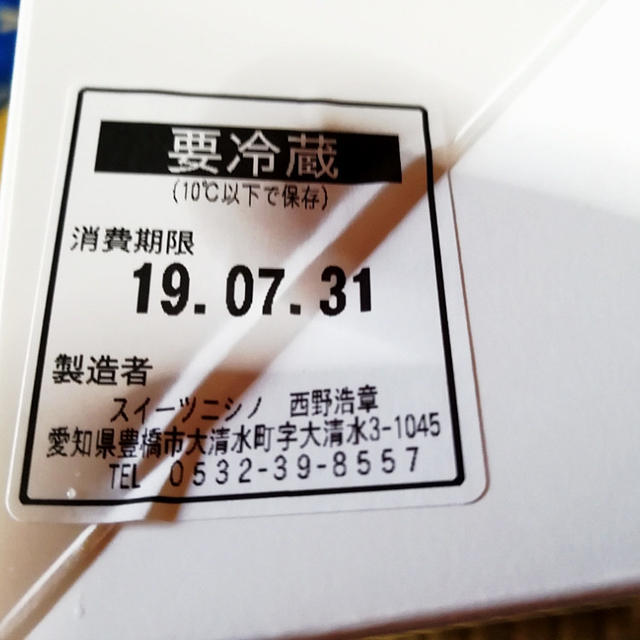 要冷蔵
(10℃以下で保存)
消費期限
19.07.31
製造者
スイーツニシノ 西野浩章
愛知県豊橋市大清水町字大清水3-1045
TEL 0532-39-8557